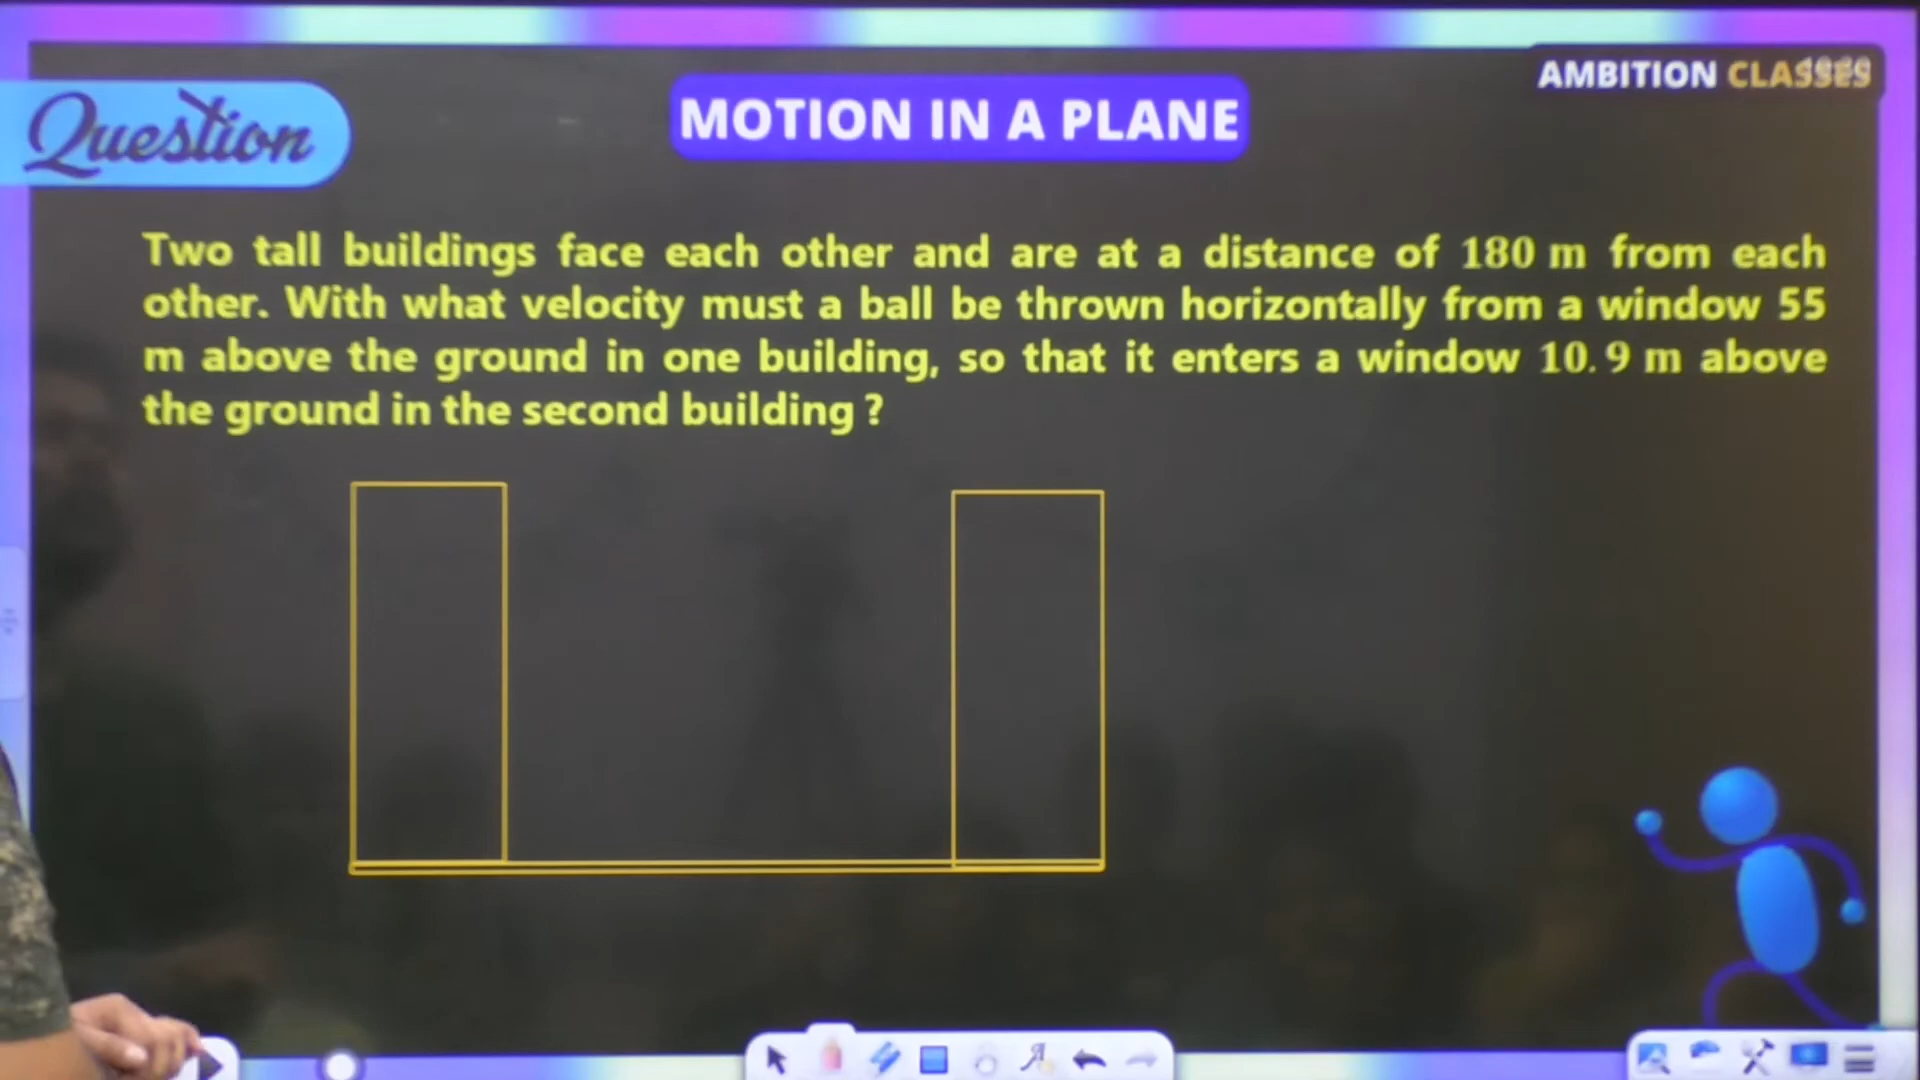 AMBITION CLASSES
Question
MOTION IN A PLANE
Two tall buildings face each other and are at a distance of 180 m from each
other. With what velocity must a ball be thrown horizontally from a window 55
m above the ground in one building, so that it enters a window 10.9 m above
the ground in the second building ?